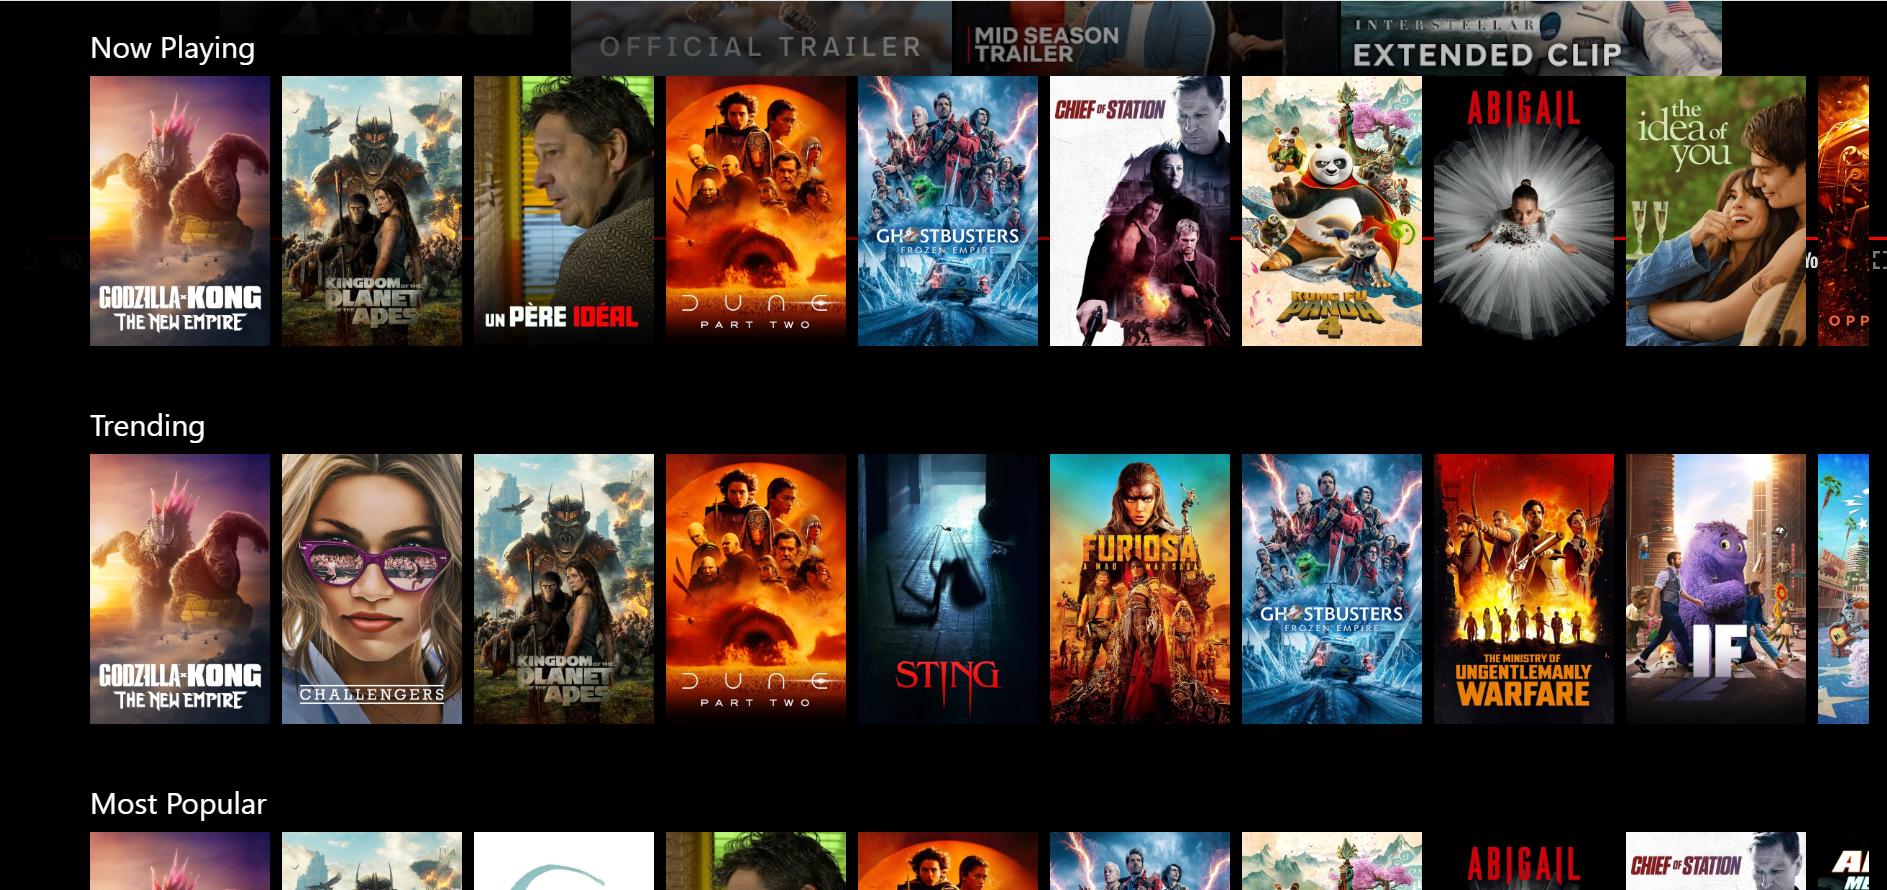 OFFICIAL TRAILER
MID SEASON
TRAILER
INTERSTELLAR
EXTENDED CLIP
Now Playing
GODZILLA x KONG
THE NEW EMPIRE
KINGDOM OF THE
PLANET
OF THE APES
UN PÈRE IDÉAL
DUNE
PART TWO
GHOSTBUSTERS
FROZEN EMPIRE
CHIEF OF STATION
KUNG FU
PANDA
4
ABIGAIL
the
idea of
you
Yo
OPP
Trending
GODZILLA x KONG
THE NEW EMPIRE
CHALLENGERS
KINGDOM OF THE
PLANET
OF THE APES
DUNE
PART TWO
STING
FURIOSA
A MAD MAX SAGA
GHOSTBUSTERS
FROZEN EMPIRE
THE MINISTRY OF
UNGENTLEMANLY
WARFARE
IF
Most Popular
ABIGAIL
CHIEF OF STATION